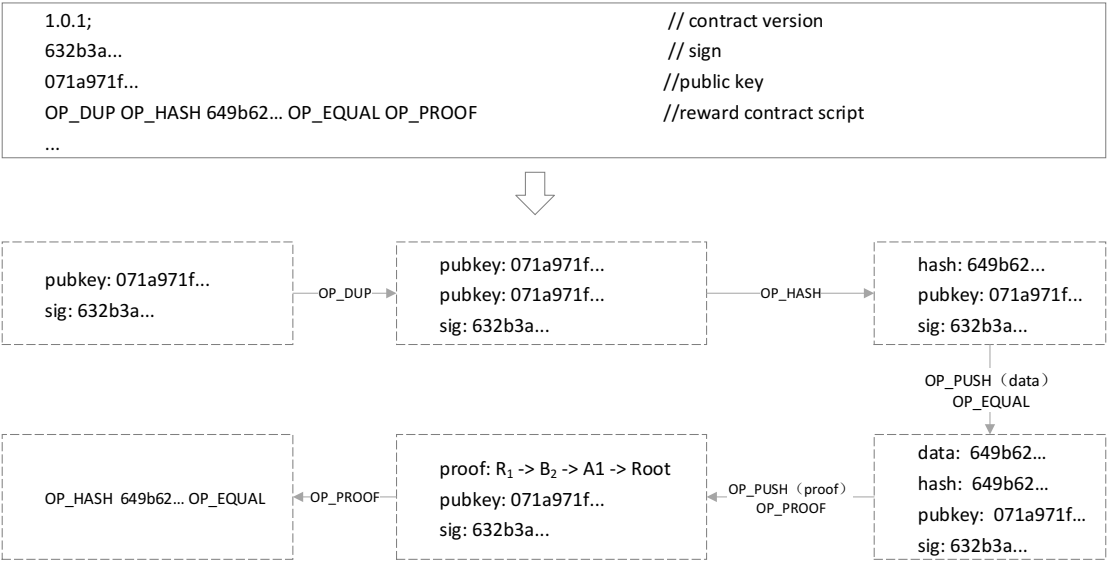 1.0.1; // contract version
632b3a... // sign
071a971f... //public key
OP_DUP OP_HASH 649b62... OP_EQUAL OP_PROOF //reward contract script
...
pubkey: 071a971f...
sig: 632b3a...
OP_DUP
pubkey: 071a971f...
pubkey: 071a971f...
sig: 632b3a...
OP_HASH
hash: 649b62...
pubkey: 071a971f...
sig: 632b3a...
OP_PUSH（data）
OP_EQUAL
data: 649b62...
hash: 649b62...
pubkey: 071a971f...
sig: 632b3a...
OP_PUSH（proof）
OP_PROOF
proof: R₁ -> B₂ -> A1 -> Root
pubkey: 071a971f...
sig: 632b3a...
OP_PROOF
OP_HASH 649b62... OP_EQUAL